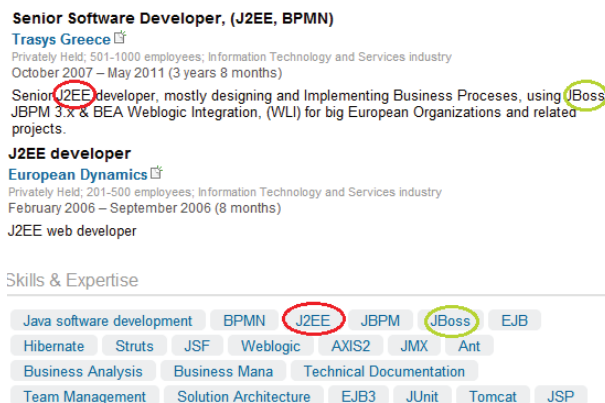 Senior Software Developer, (J2EE, BPMN)
Trasys Greece
Privately Held; 501-1000 employees; Information Technology and Services industry
October 2007 – May 2011 (3 years 8 months)
Senior J2EE developer, mostly designing and Implementing Business Proceses, using JBoss
JBPM 3.x & BEA Weblogic Integration, (WLI) for big European Organizations and related
projects.
J2EE developer
European Dynamics
Privately Held; 201-500 employees; Information Technology and Services industry
February 2006 – September 2006 (8 months)
J2EE web developer
Skills & Expertise
Java software development BPMN J2EE JBPM JBoss EJB
Hibernate Struts JSF Weblogic AXIS2 JMX Ant
Business Analysis Business Mana Technical Documentation
Team Management Solution Architecture EJB3 JUnit Tomcat JSP